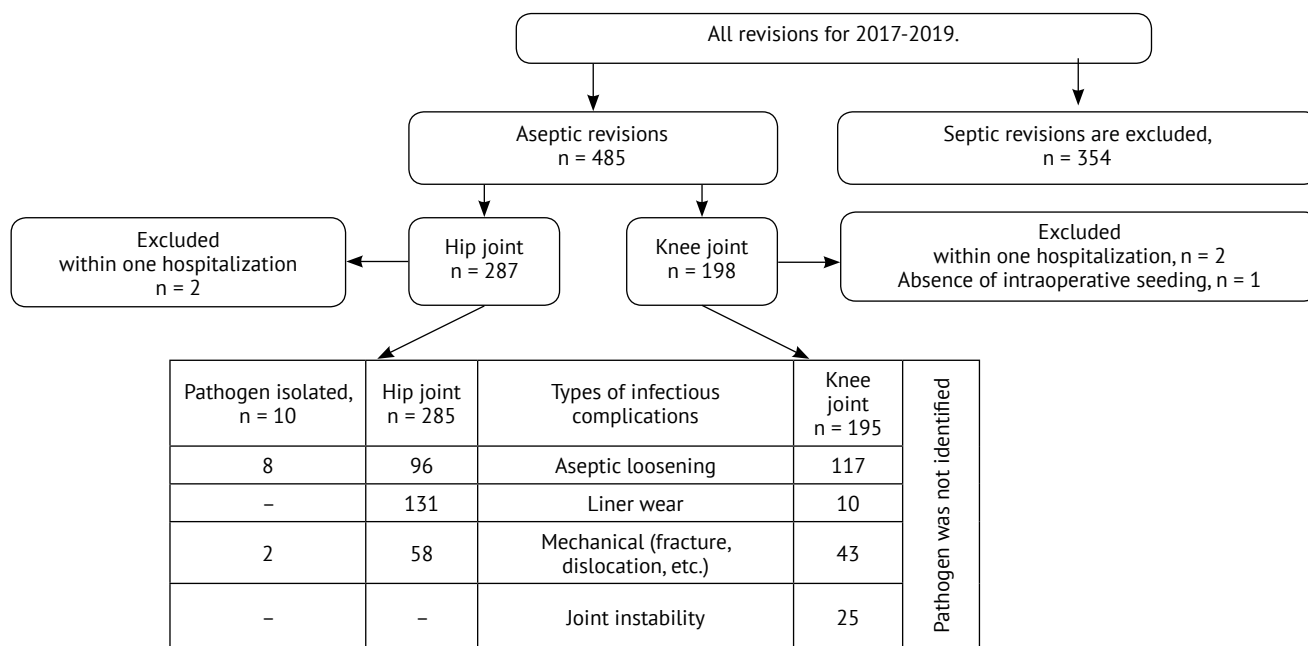 All revisions for 2017-2019.
Aseptic revisions
n = 485
Septic revisions are excluded,
n = 354
Excluded
within one hospitalization
n = 2
Hip joint
n = 287
Knee joint
n = 198
Excluded
within one hospitalization, n = 2
Absence of intraoperative seeding, n = 1
Pathogen isolated,
n = 10
Hip joint
n = 285
Types of infectious
complications
Knee
joint
n = 195
8
96
Aseptic loosening
117
–
131
Liner wear
10
2
58
Mechanical (fracture,
dislocation, etc.)
43
–
–
Joint instability
25
Pathogen was not identified